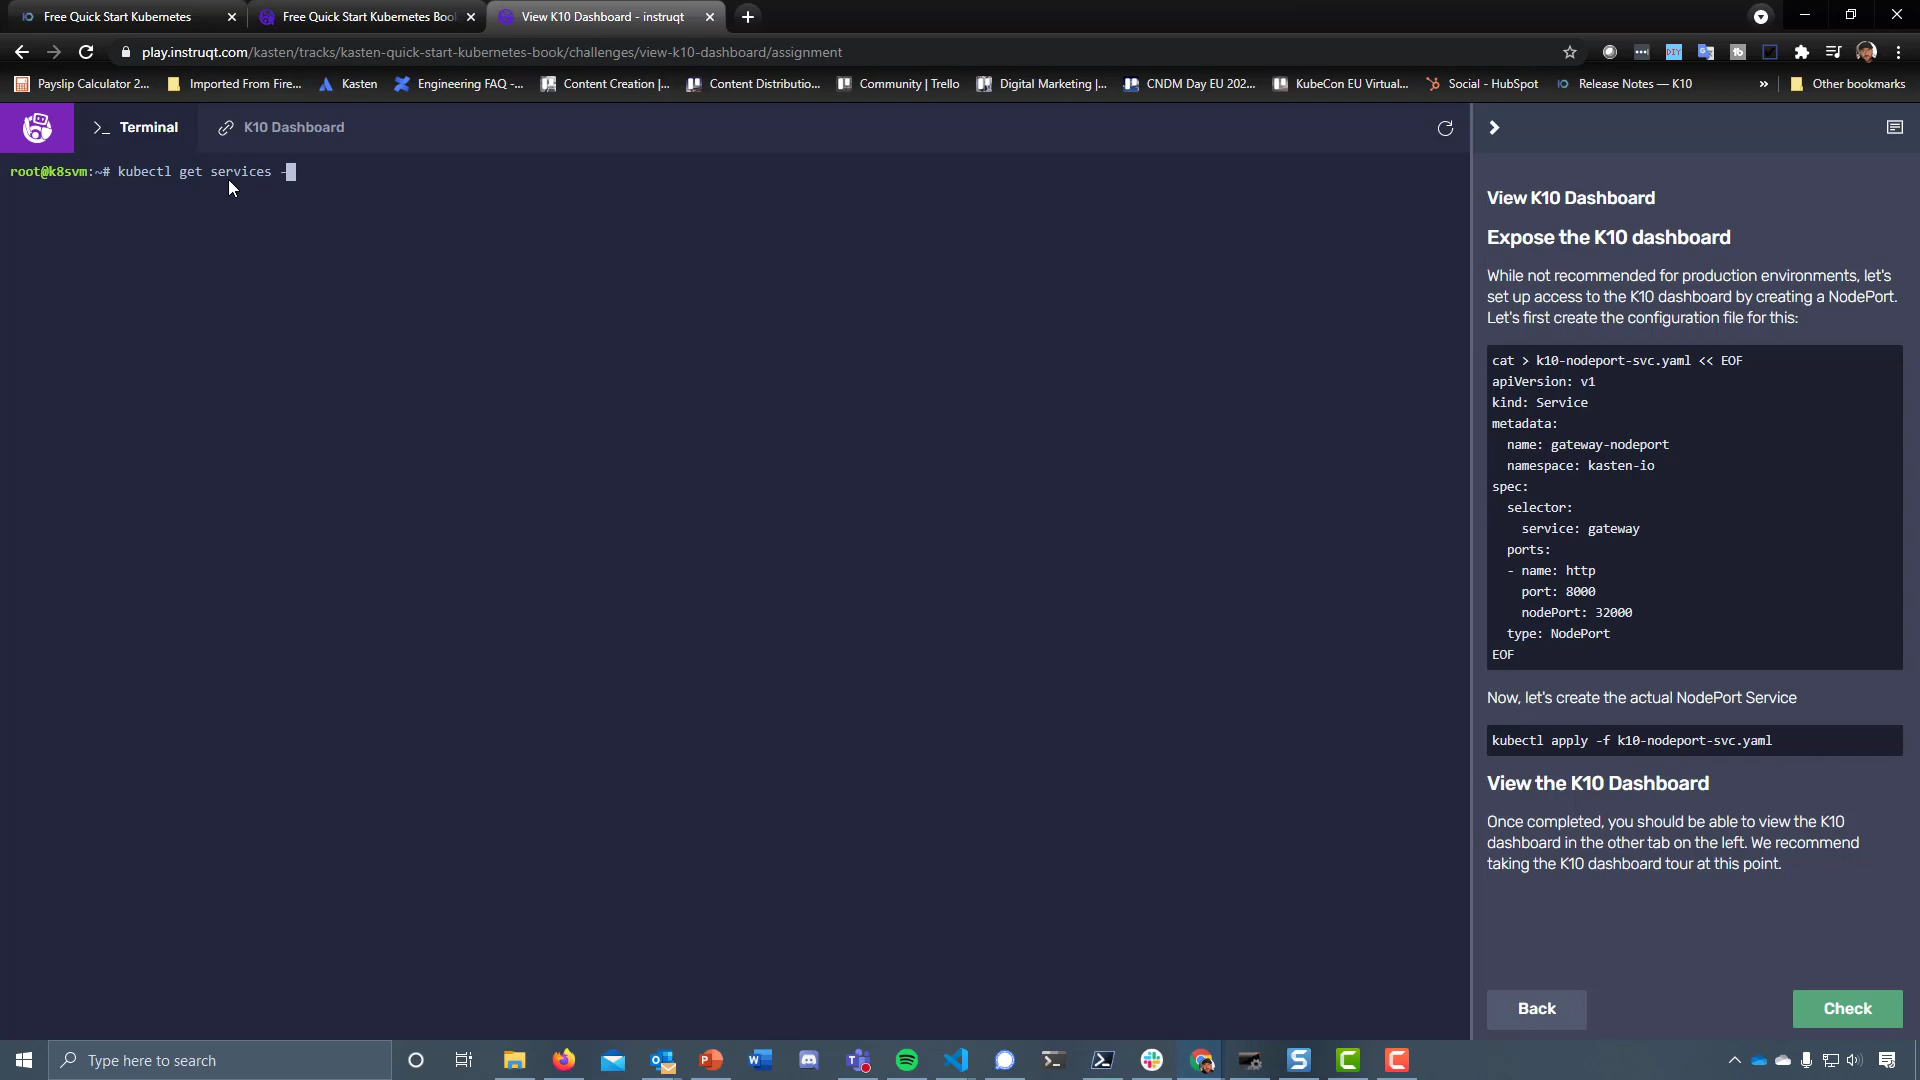 Free Quick Start Kubernetes
Free Quick Start Kubernetes Boo
View K10 Dashboard - instruqt
play.instruqt.com/kasten/tracks/kasten-quick-start-kubernetes-book/challenges/view-k10-dashboard/assignment
Payslip Calculator 2...
Imported From Fire...
Kasten
Engineering FAQ -...
Content Creation |...
Content Distributio...
Community | Trello
Digital Marketing |...
CNDM Day EU 202...
KubeCon EU Virtual...
Social - HubSpot
Release Notes — K10
»
Other bookmarks
>_ Terminal
K10 Dashboard
root@k8svm:~# kubectl get services -
View K10 Dashboard
Expose the K10 dashboard
While not recommended for production environments, let's
set up access to the K10 dashboard by creating a NodePort.
Let's first create the configuration file for this:
cat > k10-nodeport-svc.yaml << EOF
apiVersion: v1
kind: Service
metadata:
  name: gateway-nodeport
  namespace: kasten-io
spec:
  selector:
    service: gateway
  ports:
  - name: http
    port: 8000
    nodePort: 32000
  type: NodePort
EOF
Now, let's create the actual NodePort Service
kubectl apply -f k10-nodeport-svc.yaml
View the K10 Dashboard
Once completed, you should be able to view the K10
dashboard in the other tab on the left. We recommend
taking the K10 dashboard tour at this point.
Back
Check
Type here to search